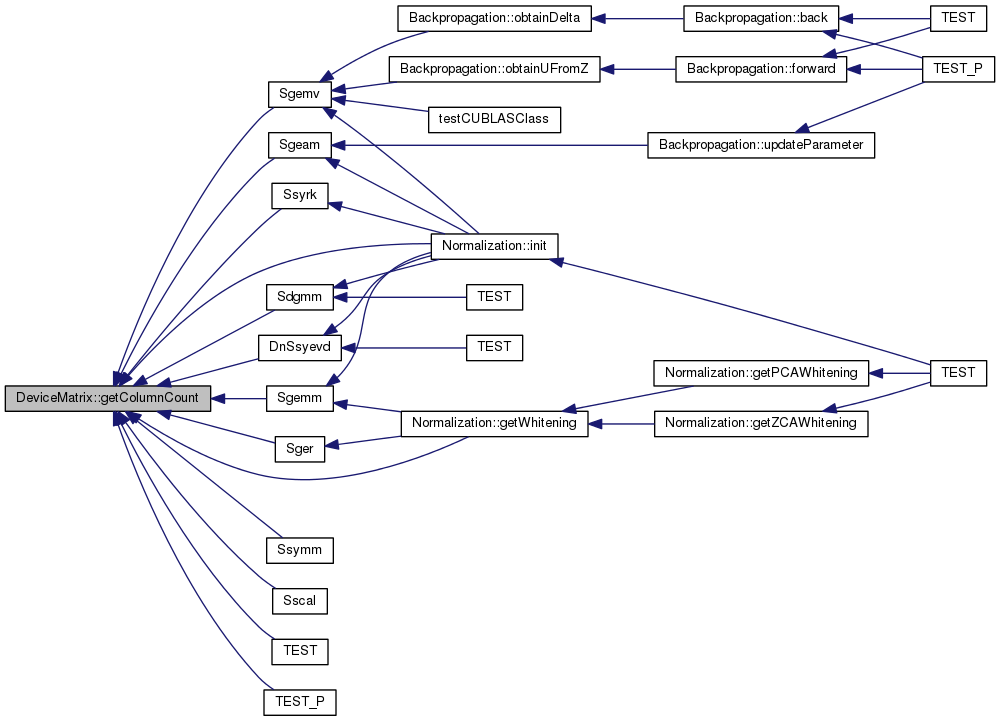 Backpropagation::obtainDelta
Backpropagation::back
TEST
Backpropagation::obtainUFromZ
Backpropagation::forward
TEST_P
Sgemv
testCUBLASClass
Sgeam
Backpropagation::updateParameter
Ssyrk
Normalization::init
Sdgmm
TEST
DnSsyevd
TEST
Normalization::getPCAWhitening
TEST
DeviceMatrix::getColumnCount
Sgemm
Normalization::getWhitening
Normalization::getZCAWhitening
Sger
Ssymm
Sscal
TEST
TEST_P